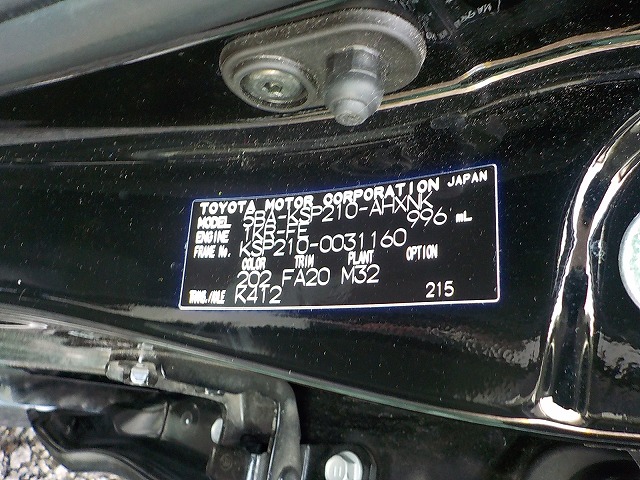 TOYOTA MOTOR CORPORATION JAPAN
MODEL 5BA-KSP210-AHXNK
ENGINE 1KR-FE 996 mL
FRAME No. KSP210-0031160
COLOR TRIM PLANT OPTION
202 FA20 M32
TRANS./AXLE K412 215